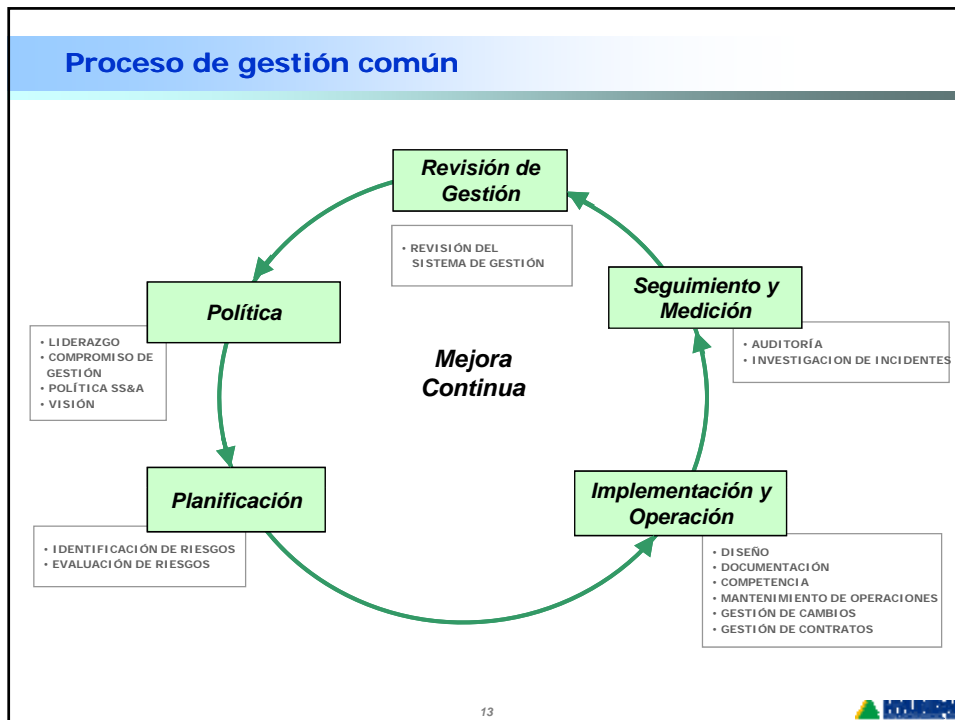 Proceso de gestión común
Revisión de
Gestión
• REVISIÓN DEL
SISTEMA DE GESTIÓN
Política
• LIDERAZGO
• COMPROMISO DE
GESTIÓN
• POLÍTICA SS&A
• VISIÓN
Seguimiento y
Medición
• AUDITORÍA
• INVESTIGACION DE INCIDENTES
Mejora
Continua
Planificación
• IDENTIFICACIÓN DE RIESGOS
• EVALUACIÓN DE RIESGOS
Implementación y
Operación
• DISEÑO
• DOCUMENTACIÓN
• COMPETENCIA
• MANTENIMIENTO DE OPERACIONES
• GESTIÓN DE CAMBIOS
• GESTIÓN DE CONTRATOS
13